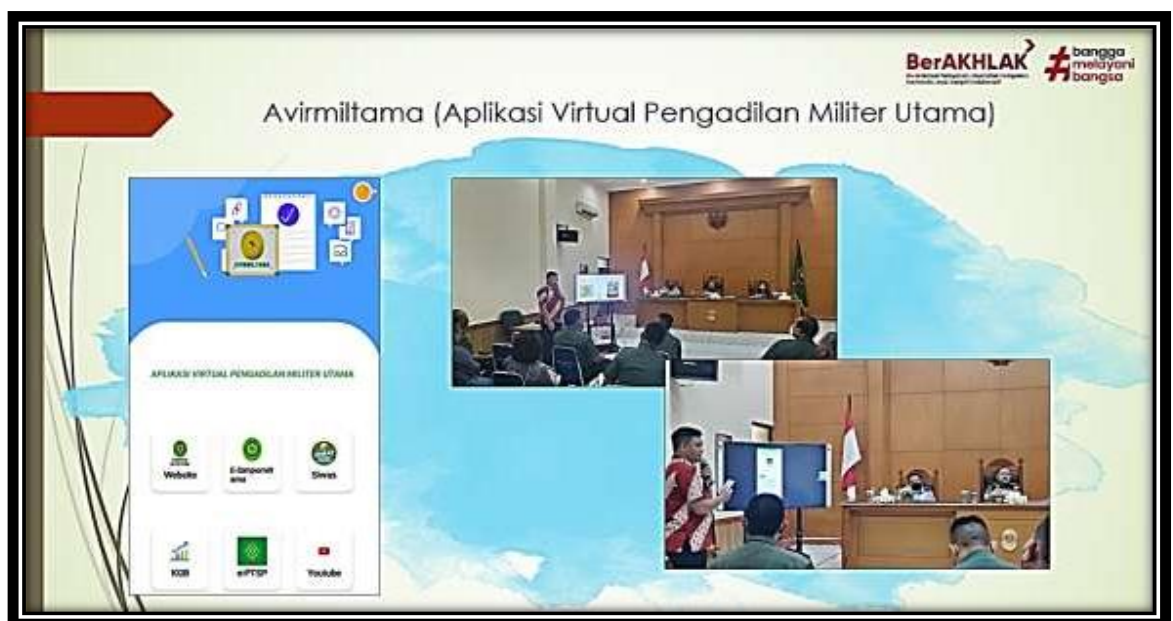 BerAKHLAK
bangga
melayani
bangsa
Avirmiltama (Aplikasi Virtual Pengadilan Militer Utama)
APLIKASI VIRTUAL PENGADILAN MILITER UTAMA
Website
Siwas
KGB
e-PTSP
Youtube